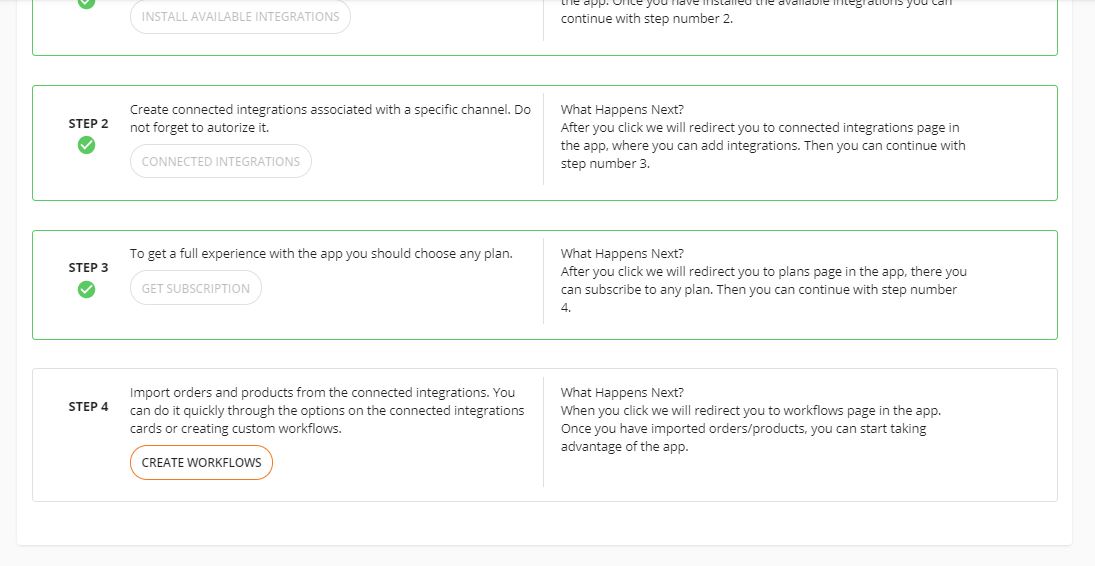 INSTALL AVAILABLE INTEGRATIONS
the app. Once you have installed the available integrations you can
continue with step number 2.
STEP 2
Create connected integrations associated with a specific channel. Do
not forget to autorize it.
CONNECTED INTEGRATIONS
What Happens Next?
After you click we will redirect you to connected integrations page in
the app, where you can add integrations. Then you can continue with
step number 3.
STEP 3
To get a full experience with the app you should choose any plan.
GET SUBSCRIPTION
What Happens Next?
After you click we will redirect you to plans page in the app, there you
can subscribe to any plan. Then you can continue with step number
4.
STEP 4
Import orders and products from the connected integrations. You
can do it quickly through the options on the connected integrations
cards or creating custom workflows.
CREATE WORKFLOWS
What Happens Next?
When you click we will redirect you to workflows page in the app.
Once you have imported orders/products, you can start taking
advantage of the app.